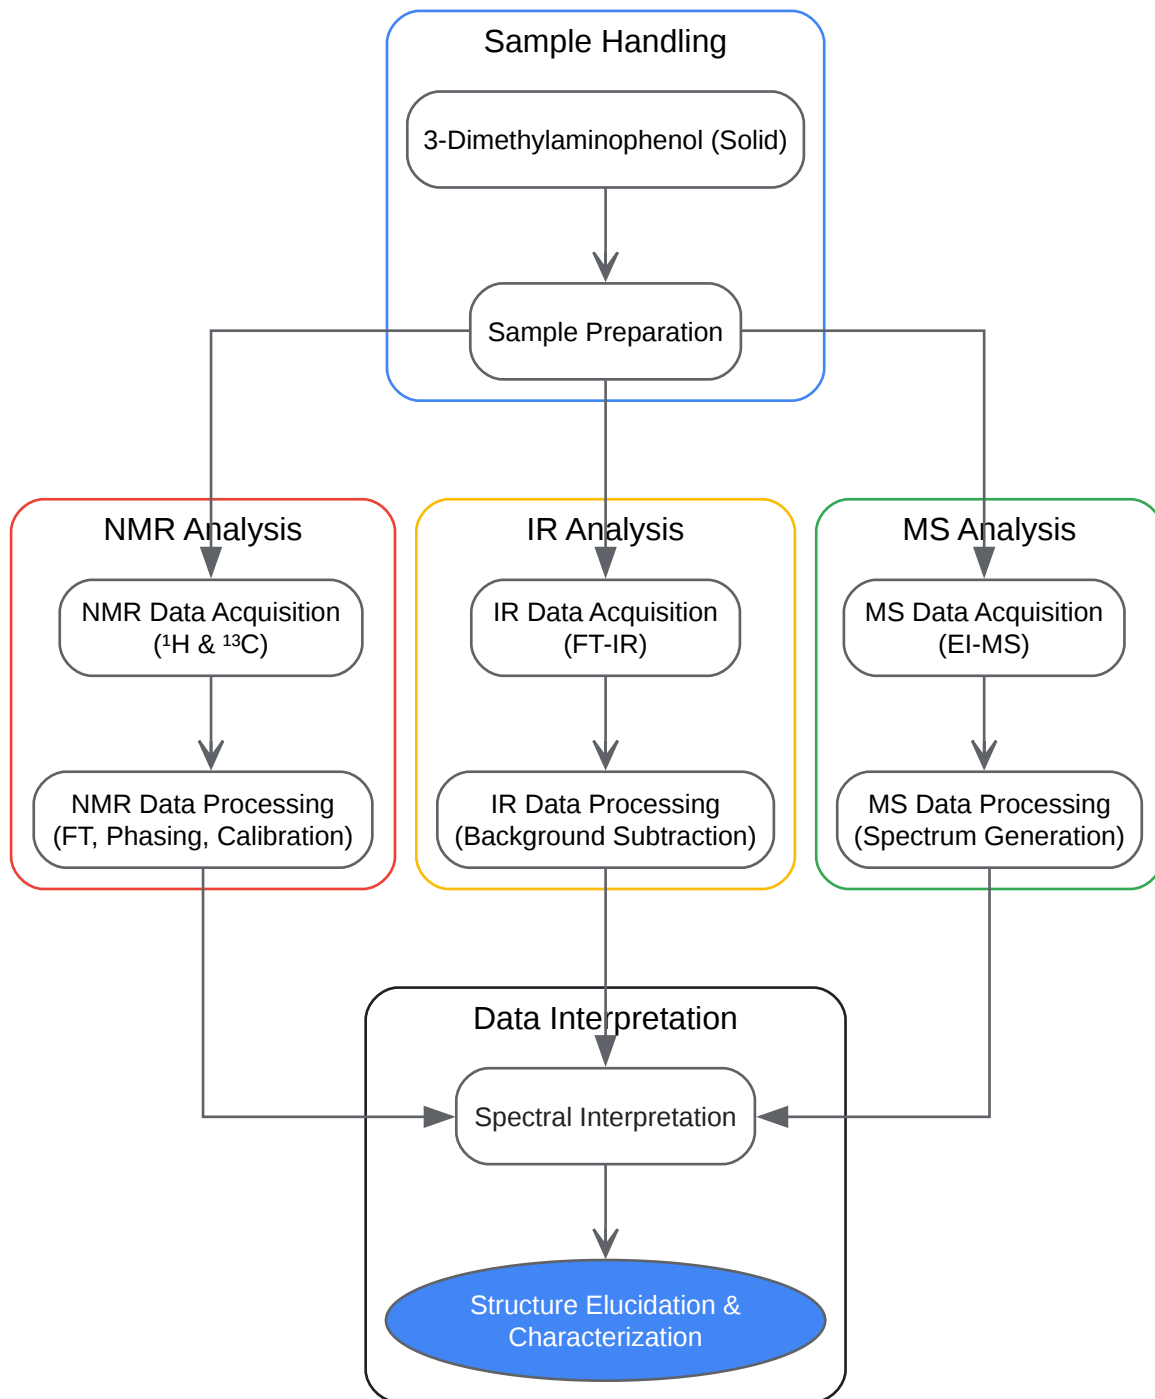 Sample Handling
3-Dimethylaminophenol (Solid)
Sample Preparation
NMR Analysis
NMR Data Acquisition
(¹H & ¹³C)
NMR Data Processing
(FT, Phasing, Calibration)
IR Analysis
IR Data Acquisition
(FT-IR)
IR Data Processing
(Background Subtraction)
MS Analysis
MS Data Acquisition
(EI-MS)
MS Data Processing
(Spectrum Generation)
Data Interpretation
Spectral Interpretation
Structure Elucidation &
Characterization